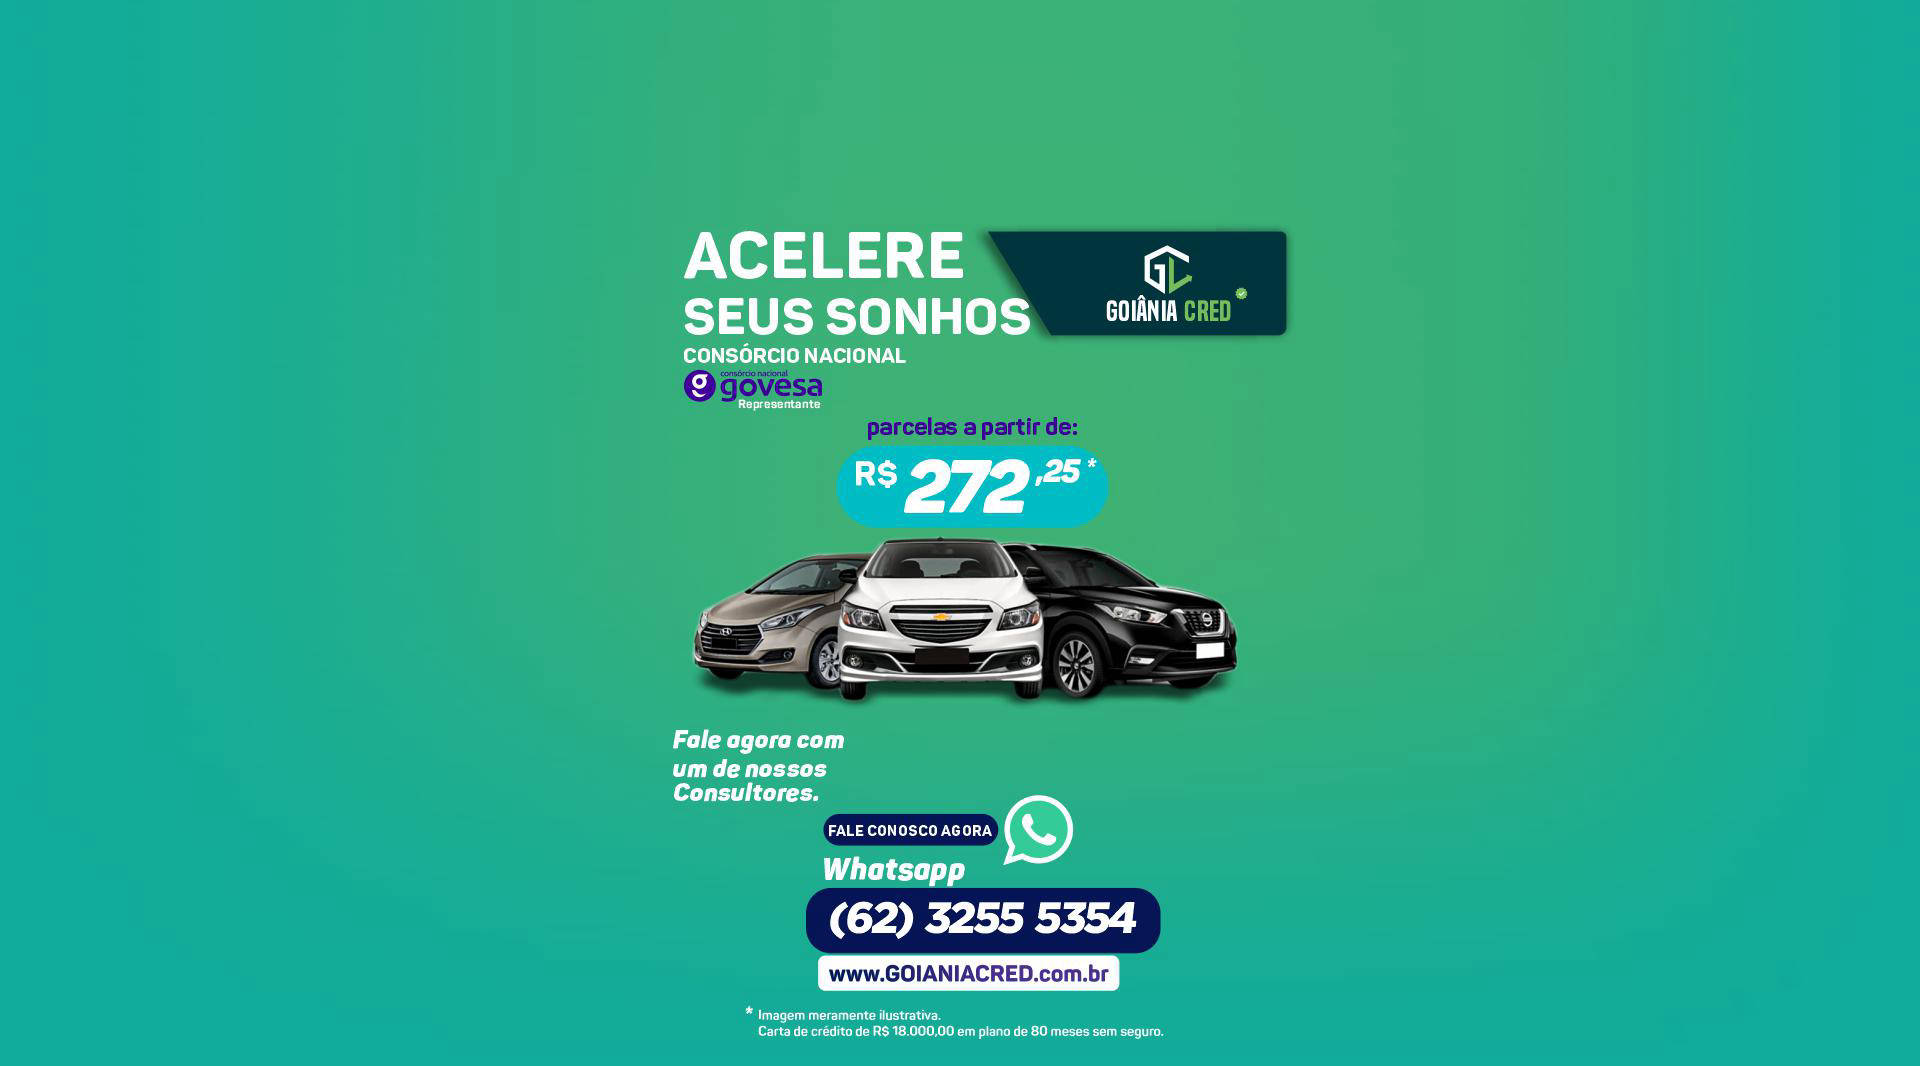 ACELERE
SEUS SONHOS
CONSÓRCIO NACIONAL
GOIÂNIA CRED
consórcio nacional
govesa
Representante
parcelas a partir de:
R$ 272,25 *
Fale agora com
um de nossos
Consultores.
FALE CONOSCO AGORA
Whatsapp
(62) 3255 5354
www.GOIANIACRED.com.br
* Imagem meramente ilustrativa.
Carta de crédito de R$ 18.000,00 em plano de 80 meses sem seguro.